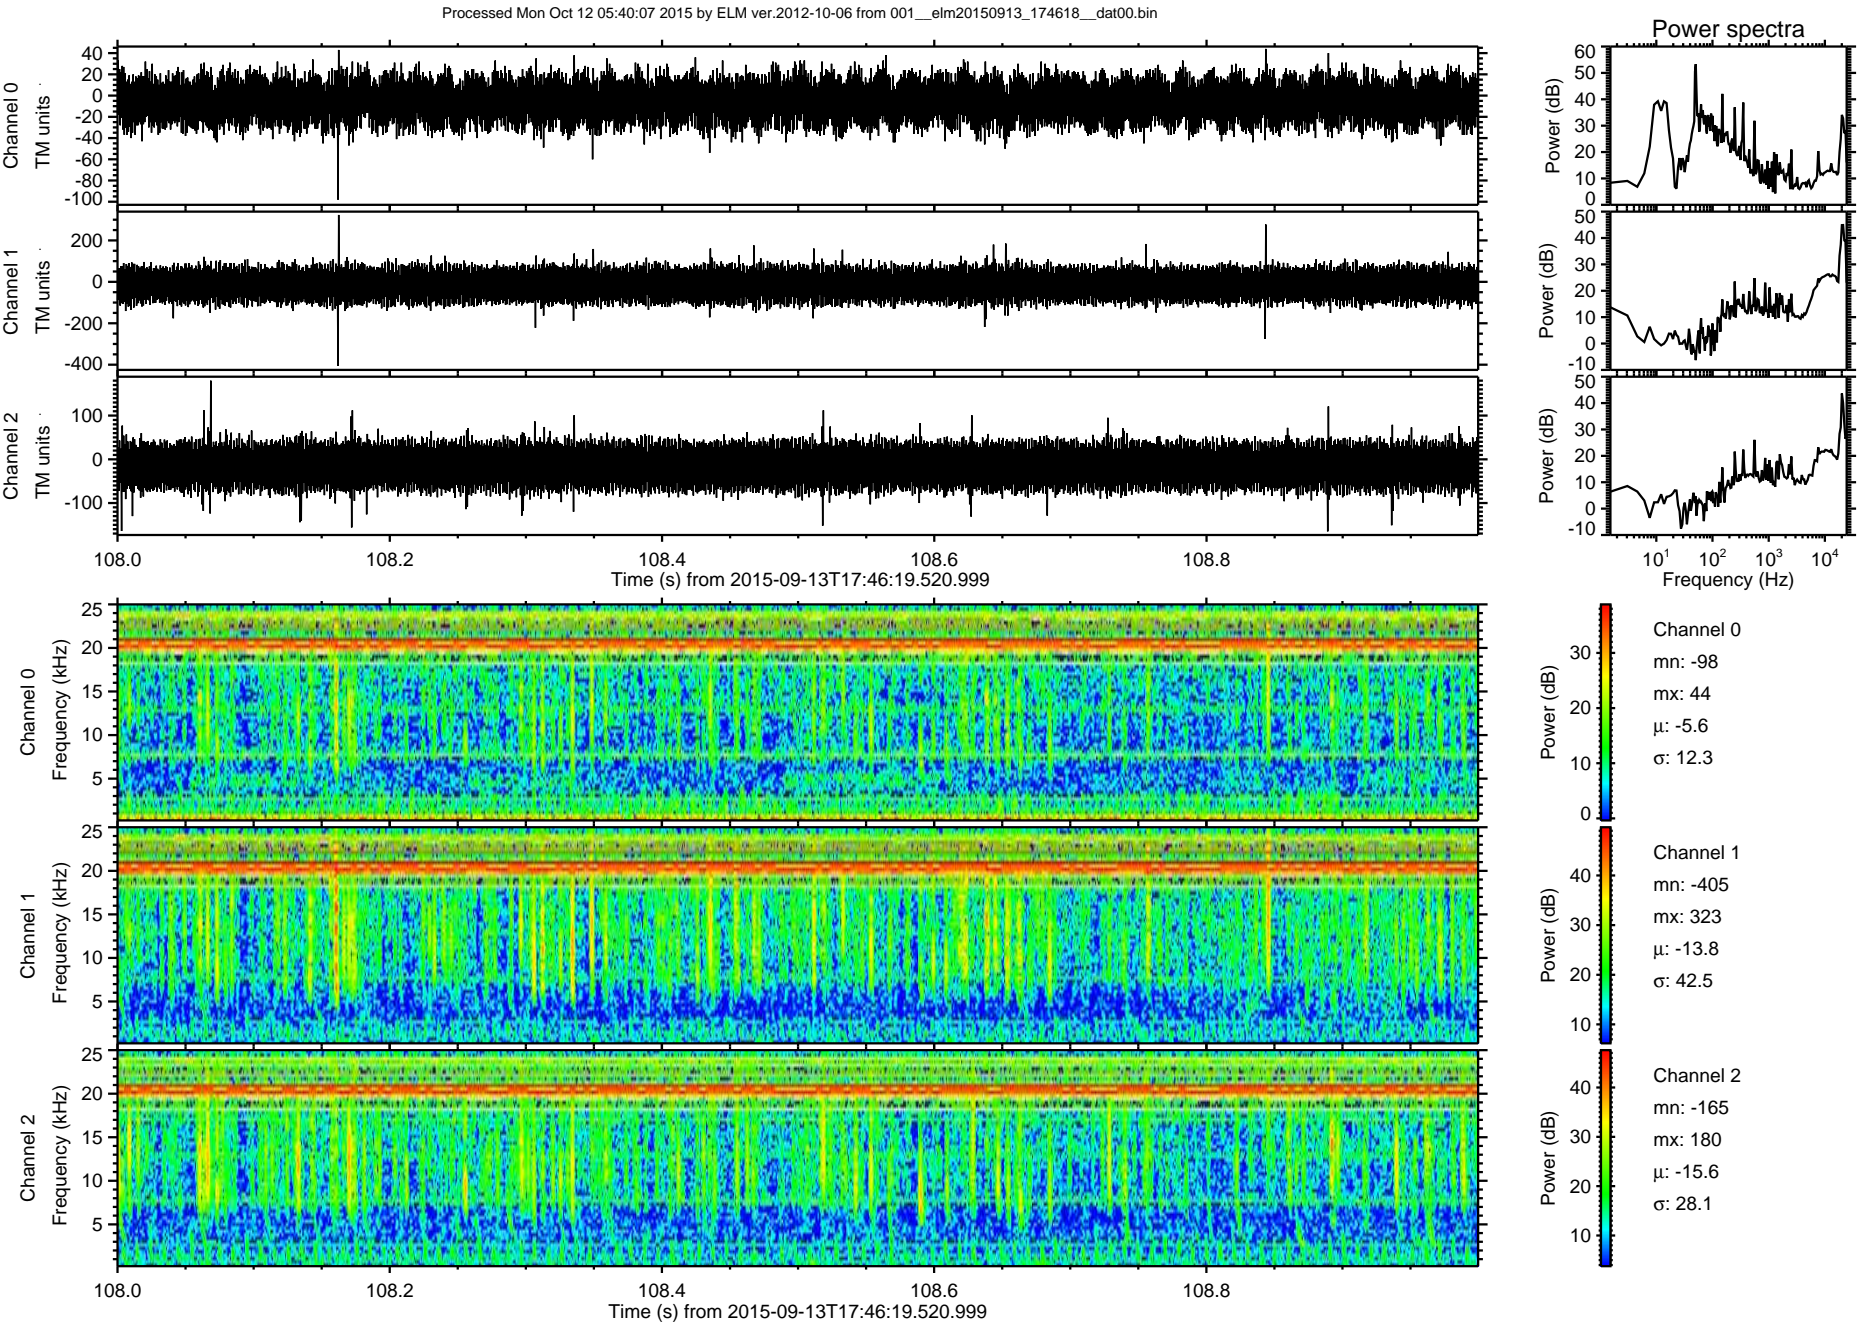 Processed Mon Oct 12 05:40:07 2015 by ELM ver.2012-10-06 from 001__elm20150913_174618__dat00.bin
Power spectra
Channel 0
TM units
40
20
0
-20
-40
-60
-80
-100
Power (dB)
60
50
40
30
20
10
0
Channel 1
TM units
200
0
-200
-400
Power (dB)
50
40
30
20
10
0
-10
Channel 2
TM units
100
0
-100
Power (dB)
50
40
30
20
10
0
-10
108.0 108.2 108.4 108.6 108.8
Time (s) from 2015-09-13T17:46:19.520.999
10^1 10^2 10^3 10^4
Frequency (Hz)
Channel 0
Frequency (kHz)
25
20
15
10
5
Power (dB)
30
20
10
0
Channel 0
mn: -98
mx: 44
μ: -5.6
σ: 12.3
Channel 1
Frequency (kHz)
25
20
15
10
5
Power (dB)
40
30
20
10
Channel 1
mn: -405
mx: 323
μ: -13.8
σ: 42.5
Channel 2
Frequency (kHz)
25
20
15
10
5
Power (dB)
40
30
20
10
Channel 2
mn: -165
mx: 180
μ: -15.6
σ: 28.1
108.0 108.2 108.4 108.6 108.8
Time (s) from 2015-09-13T17:46:19.520.999